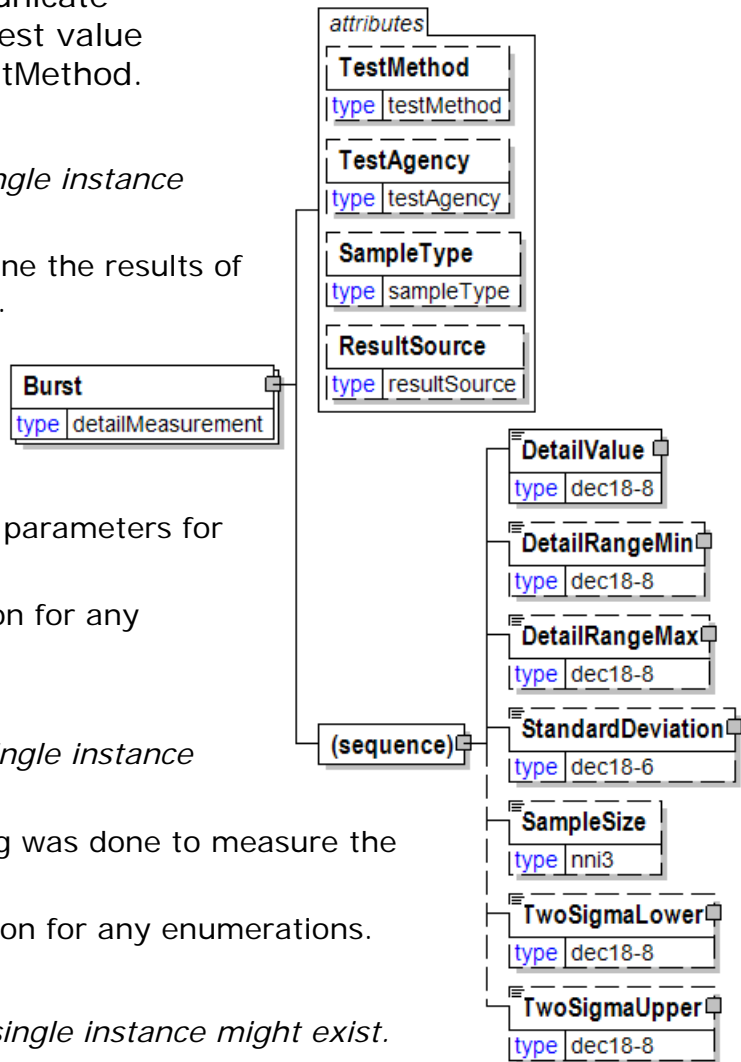 unicate
est value
tMethod.
ngle instance
ne the results of
.
parameters for
on for any
ngle instance
g was done to measure the
on for any enumerations.
single instance might exist.
Burst
type detailMeasurement
attributes
TestMethod
type testMethod
TestAgency
type testAgency
SampleType
type sampleType
ResultSource
type resultSource
(sequence)
DetailValue
type dec18-8
DetailRangeMin
type dec18-8
DetailRangeMax
type dec18-8
StandardDeviation
type dec18-6
SampleSize
type nni3
TwoSigmaLower
type dec18-8
TwoSigmaUpper
type dec18-8